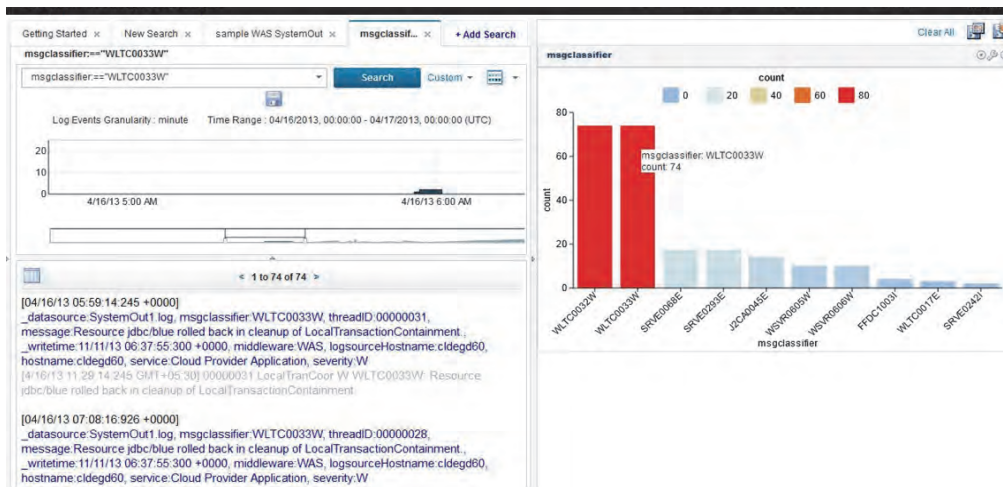 Getting Started ×
New Search ×
sample WAS SystemOut ×
msgclassif... ×
+ Add Search
msgclassifier:=="WLTC0033W"
msgclassifier:=="WLTC0033W"
Search
Custom
Log Events Granularity : minute Time Range : 04/16/2013, 00:00:00 - 04/17/2013, 00:00:00 (UTC)
20
10
0
4/16/13 5:00 AM
4/16/13 6:00 AM
< 1 to 74 of 74 >
[04/16/13 05:59:14:245 +0000]
_datasource:SystemOut1.log, msgclassifier:WLTC0033W, threadID:00000031,
message:Resource jdbc/blue rolled back in cleanup of LocalTransactionContainment.,
_writetime:11/11/13 06:37:55:300 +0000, middleware:WAS, logsourceHostname:cldegd60,
hostname:cldegd60, service:Cloud Provider Application, severity:W
[4/16/13 11:29:14:245 GMT+05:30] 00000031 LocalTranCoor W WLTC0033W: Resource
jdbc/blue rolled back in cleanup of LocalTransactionContainment.
[04/16/13 07:08:16:926 +0000]
_datasource:SystemOut1.log, msgclassifier:WLTC0033W, threadID:00000028,
message:Resource jdbc/blue rolled back in cleanup of LocalTransactionContainment.,
_writetime:11/11/13 06:37:55:300 +0000, middleware:WAS, logsourceHostname:cldegd60,
hostname:cldegd60, service:Cloud Provider Application, severity:W
Clear All
msgclassifier
count
0 20 40 60 80
80
60
40
20
0
count
msgclassifier: WLTC0033W
count: 74
WLTC0032W
WLTC0033W
SRVE0068E
SRVE0293E
J2CA0045E
WSVR0605W
WSVR0606W
FFDC1003I
WLTC0017E
SRVE0242I
msgclassifier